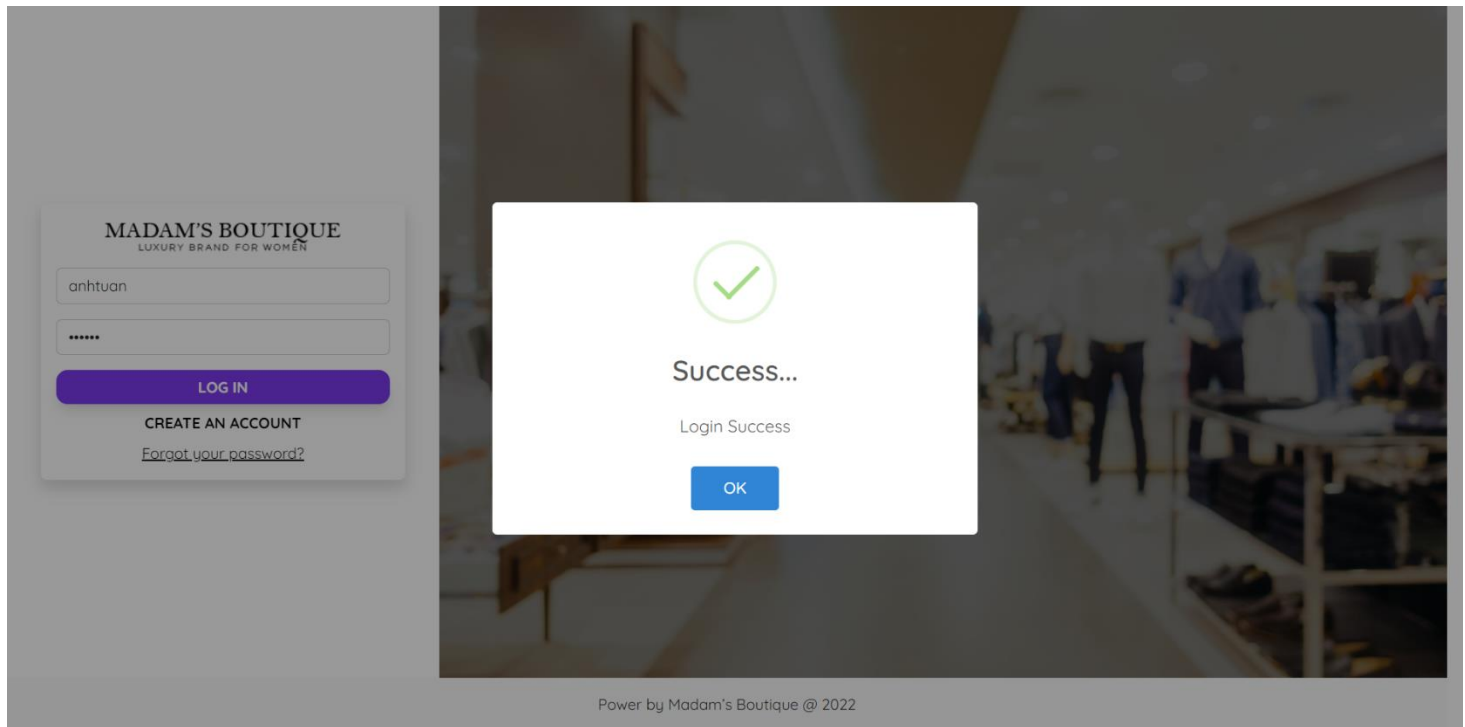 MADAM'S BOUTIQUE
LUXURY BRAND FOR WOMEN
anhtuan
••••••
LOG IN
CREATE AN ACCOUNT
Forgot your password?
Success...
Login Success
OK
Power by Madam's Boutique @ 2022